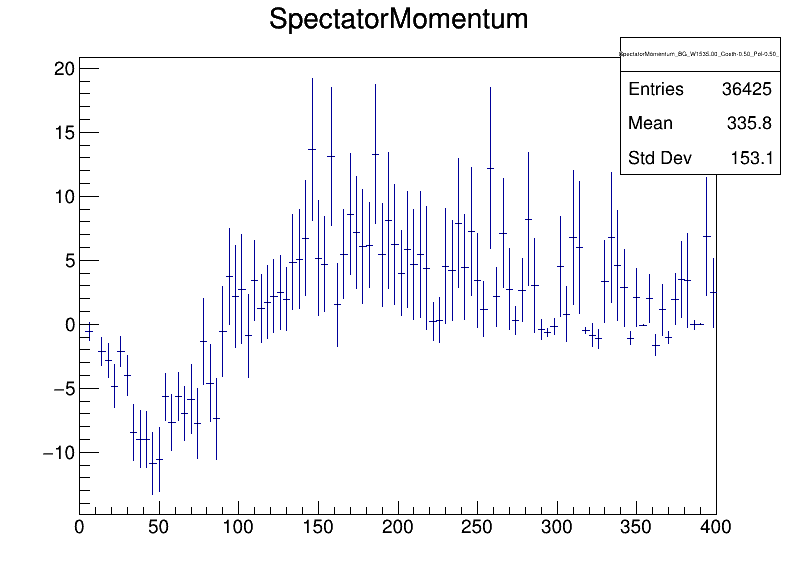 SpectatorMomentum
SpectatorMomentum_BG_W1535.00_Costh-0.50_Pol-0.50_
Entries 36425
Mean 335.8
Std Dev 153.1
20
15
10
5
0
−5
−10
0 50 100 150 200 250 300 350 400